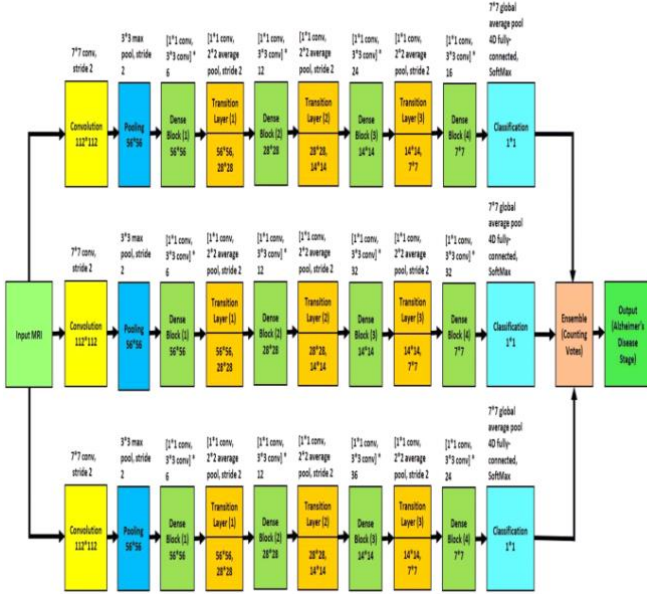 7*7 conv,
stride 2
3*3 max
pool, stride
2
[1*1 conv,
3*3 conv] *
6
[1*1 conv,
2*2 average
pool, stride 2
[1*1 conv,
3*3 conv] *
12
[1*1 conv,
2*2 average
pool, stride 2
[1*1 conv,
3*3 conv] *
24
[1*1 conv,
2*2 average
pool, stride 2
[1*1 conv,
3*3 conv] *
16
7*7 global
average pool
4D fully-
connected,
SoftMax
Convolution
112*112
Pooling
56*56
Dense
Block (1)
56*56
Transition
Layer (1)
56*56,
28*28
Dense
Block (2)
28*28
Transition
Layer (2)
28*28,
14*14
Dense
Block (3)
14*14
Transition
Layer (3)
14*14,
7*7
Dense
Block (4)
7*7
Classification
1*1
7*7 conv,
stride 2
3*3 max
pool, stride
2
[1*1 conv,
3*3 conv] *
6
[1*1 conv,
2*2 average
pool, stride 2
[1*1 conv,
3*3 conv] *
12
[1*1 conv,
2*2 average
pool, stride 2
[1*1 conv,
3*3 conv] *
32
[1*1 conv,
2*2 average
pool, stride 2
[1*1 conv,
3*3 conv] *
32
7*7 global
average pool
4D fully-
connected,
SoftMax
Input MRI
Convolution
112*112
Pooling
56*56
Dense
Block (1)
56*56
Transition
Layer (1)
56*56,
28*28
Dense
Block (2)
28*28
Transition
Layer (2)
28*28,
14*14
Dense
Block (3)
14*14
Transition
Layer (3)
14*14,
7*7
Dense
Block (4)
7*7
Classification
1*1
Ensemble
(Counting
Votes)
Output
(Alzheimer's
Disease
Stage)
7*7 conv,
stride 2
3*3 max
pool, stride
2
[1*1 conv,
3*3 conv] *
6
[1*1 conv,
2*2 average
pool, stride 2
[1*1 conv,
3*3 conv] *
12
[1*1 conv,
2*2 average
pool, stride 2
[1*1 conv,
3*3 conv] *
36
[1*1 conv,
2*2 average
pool, stride 2
[1*1 conv,
3*3 conv] *
24
7*7 global
average pool
4D fully-
connected,
SoftMax
Convolution
112*112
Pooling
56*56
Dense
Block (1)
56*56
Transition
Layer (1)
56*56,
28*28
Dense
Block (2)
28*28
Transition
Layer (2)
28*28,
14*14
Dense
Block (3)
14*14
Transition
Layer (3)
14*14,
7*7
Dense
Block (4)
7*7
Classification
1*1